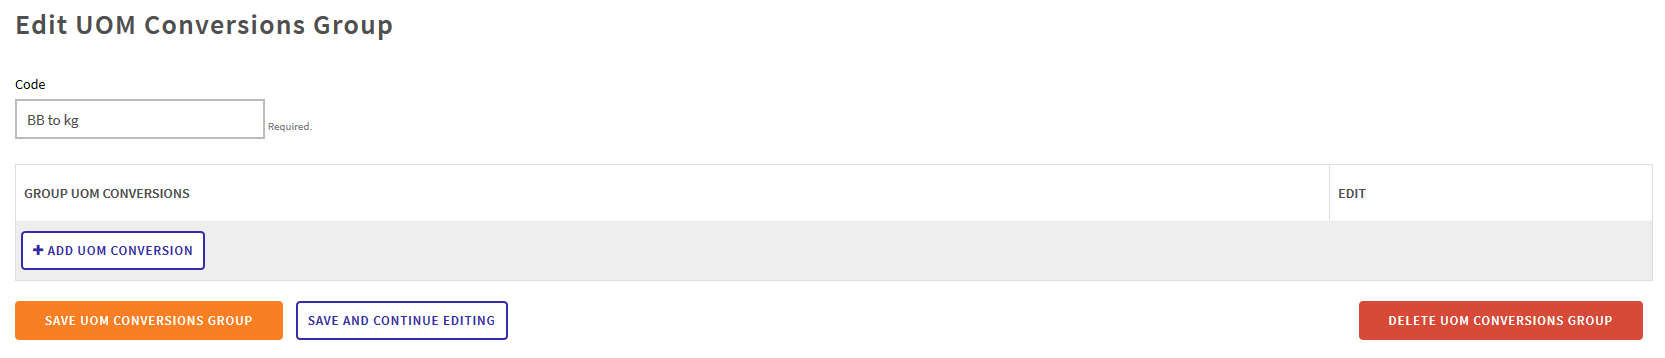 Edit UOM Conversions Group
Code
BB to kg
Required.
GROUP UOM CONVERSIONS EDIT
ADD UOM CONVERSION
SAVE UOM CONVERSIONS GROUP SAVE AND CONTINUE EDITING DELETE UOM CONVERSIONS GROUP